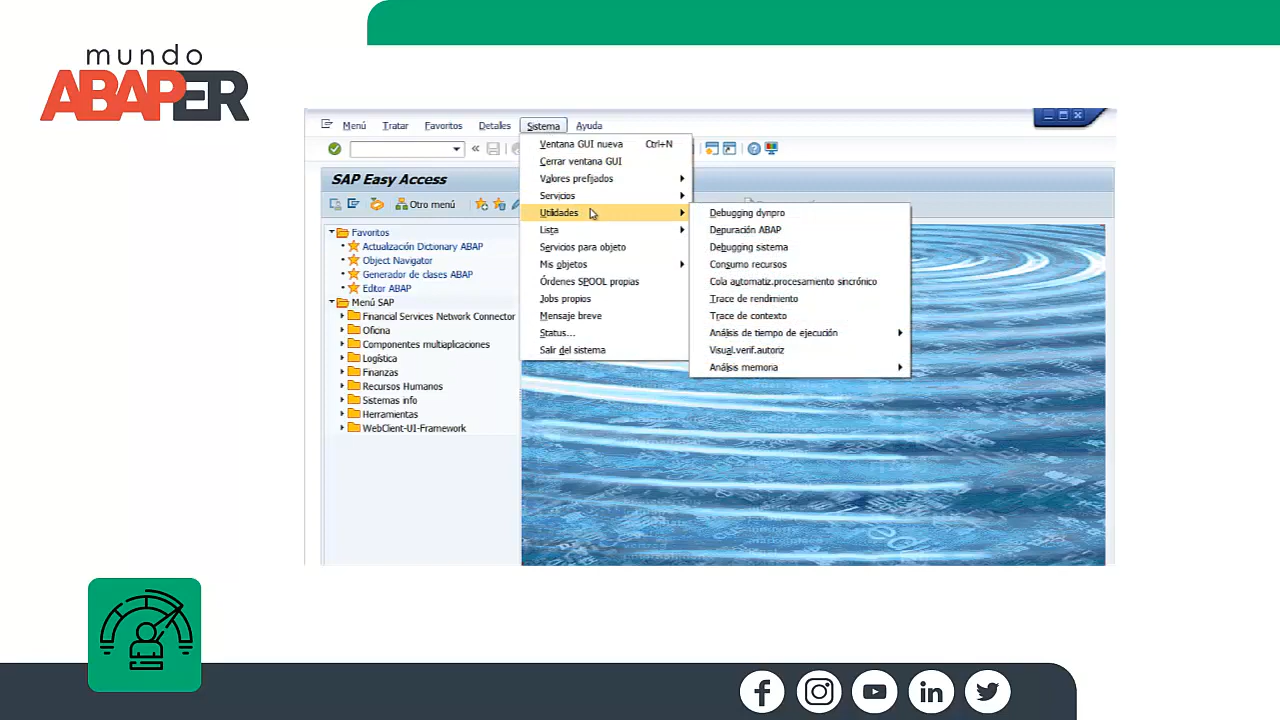 mundo
ABAPER
Menú Tratar Favoritos Detalles Sistema Ayuda
SAP Easy Access
Otro menú
Favoritos
Actualización Dictionary ABAP
Object Navigator
Generador de clases ABAP
Editor ABAP
Menú SAP
Financial Services Network Connector
Oficina
Componentes multiaplicaciones
Logística
Finanzas
Recursos Humanos
Sistemas info
Herramientas
WebClient-UI-Framework
Ventana GUI nueva Ctrl+N
Cerrar ventana GUI
Valores prefijados
Servicios
Utilidades
Lista
Servicios para objeto
Mis objetos
Órdenes SPOOL propias
Jobs propios
Mensaje breve
Status...
Salir del sistema
Debugging dynpro
Depuración ABAP
Debugging sistema
Consumo recursos
Cola automatiz.procesamiento sincrónico
Trace de rendimiento
Trace de contexto
Análisis de tiempo de ejecución
Visual.verif.autoriz
Análisis memoria